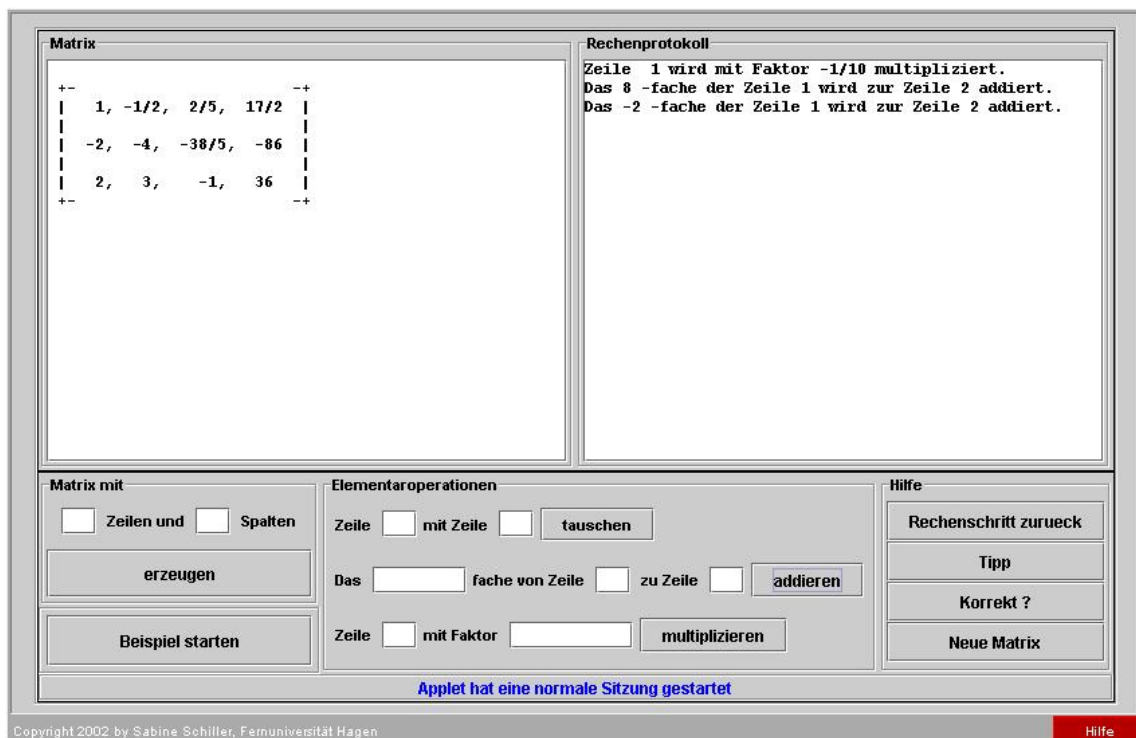 Matrix
+-                          -+
|    1, -1/2,  2/5,  17/2  |
|                            |
|   -2,  -4,  -38/5,  -86  |
|                            |
|    2,   3,    -1,   36   |
+-                          -+
Rechenprotokoll
Zeile  1 wird mit Faktor -1/10 multipliziert.
Das 8 -fache der Zeile 1 wird zur Zeile 2 addiert.
Das -2 -fache der Zeile 1 wird zur Zeile 2 addiert.
Matrix mit
Zeilen und Spalten
erzeugen
Beispiel starten
Elementaroperationen
Zeile mit Zeile tauschen
Das fache von Zeile zu Zeile addieren
Zeile mit Faktor multiplizieren
Hilfe
Rechenschritt zurueck
Tipp
Korrekt ?
Neue Matrix
Applet hat eine normale Sitzung gestartet
Copyright 2002 by Sabine Schiller, Fernuniversität Hagen
Hilfe